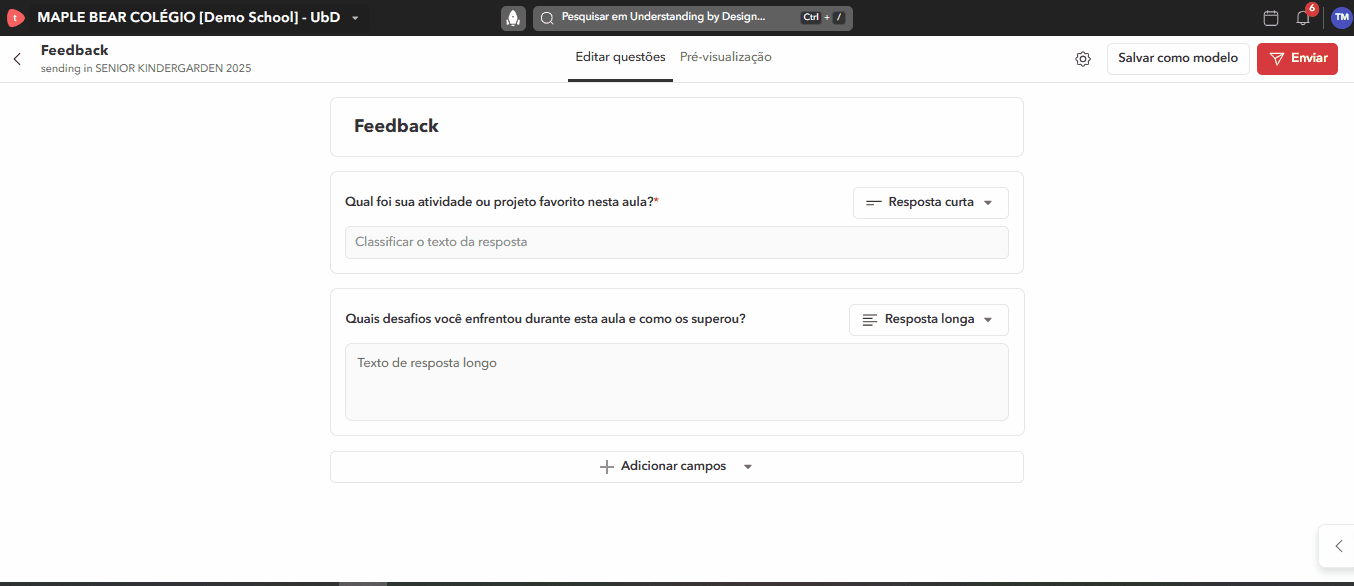 t MAPLE BEAR COLÉGIO [Demo School] - UbD
Pesquisar em Understanding by Design... Ctrl + /
6
TM
Feedback
sending in SENIOR KINDERGARDEN 2025
Editar questões Pré-visualização
Salvar como modelo
Enviar
Feedback
Qual foi sua atividade ou projeto favorito nesta aula?*
Resposta curta
Classificar o texto da resposta
Quais desafios você enfrentou durante esta aula e como os superou?
Resposta longa
Texto de resposta longo
Adicionar campos